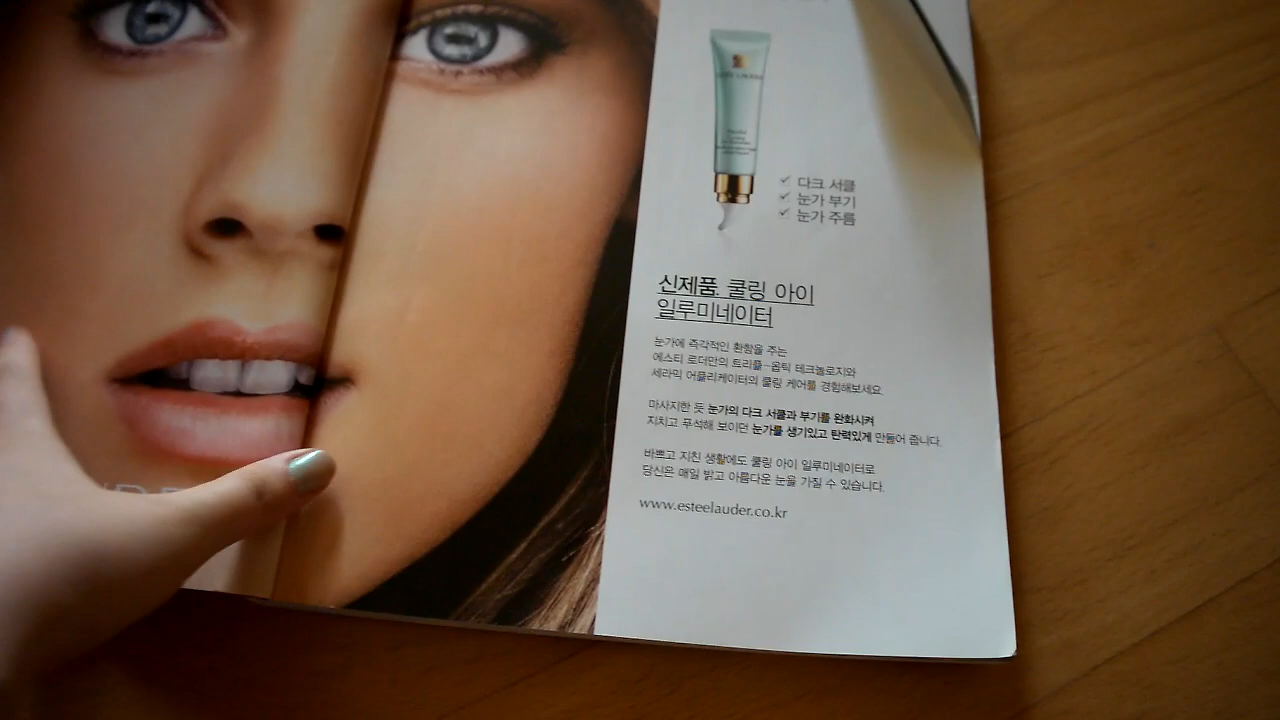 ESTEE LAUDER
✓ 다크 서클
✓ 눈가 부기
✓ 눈가 주름
신제품. 쿨링 아이
일루미네이터
눈가에 즉각적인 환함을 주는
에스티 로더만의 트리플-옵틱 테크놀로지와
세라믹 어플리케이터의 쿨링 케어를 경험해보세요.
마사지한 듯 눈가의 다크 서클과 부기를 완화시켜
지치고 푸석해 보이던 눈가를 생기있고 탄력있게 만들어 줍니다.
바쁘고 지친 생활에도 쿨링 아이 일루미네이터로
당신은 매일 밝고 아름다운 눈을 가질 수 있습니다.
www.esteelauder.co.kr